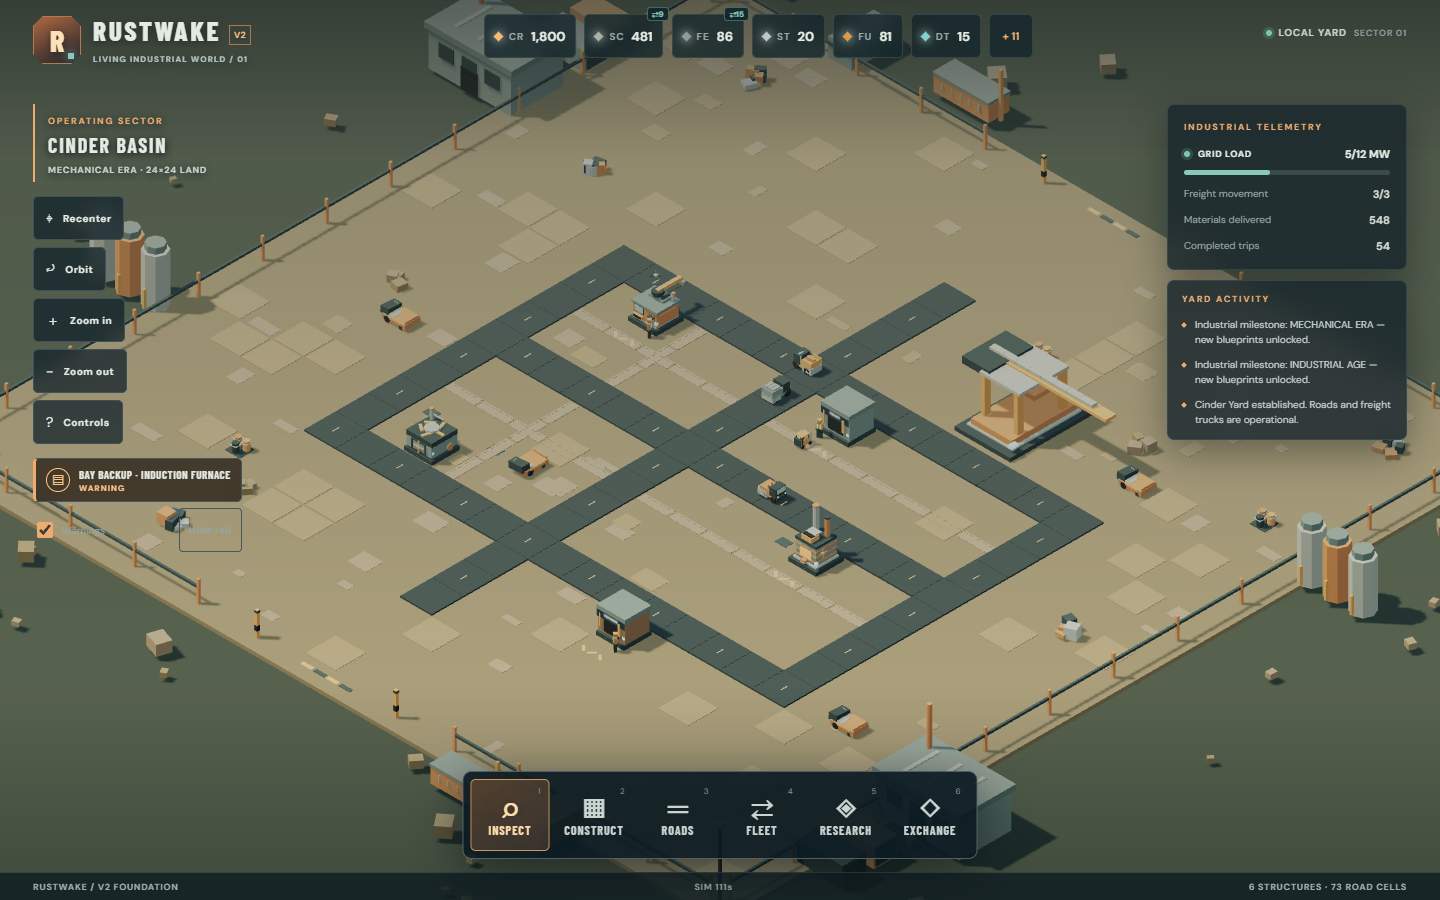 R
RUSTWAKE V2
LIVING INDUSTRIAL WORLD / 01
CR 1,800
SC 481
⇄9
FE 86
⇄15
ST 20
FU 81
DT 15
+11
LOCAL YARD SECTOR 01
OPERATING SECTOR
CINDER BASIN
MECHANICAL ERA · 24×24 LAND
Recenter
Orbit
+ Zoom in
− Zoom out
? Controls
BAY BACKUP · INDUCTION FURNACE
WARNING
INDUSTRIAL TELEMETRY
GRID LOAD 5/12 MW
Freight movement 3/3
Materials delivered 548
Completed trips 54
YARD ACTIVITY
Industrial milestone: MECHANICAL ERA —
new blueprints unlocked.
Industrial milestone: INDUSTRIAL AGE —
new blueprints unlocked.
Cinder Yard established. Roads and freight
trucks are operational.
1
INSPECT
2
CONSTRUCT
3
ROADS
4
FLEET
5
RESEARCH
6
EXCHANGE
RUSTWAKE / V2 FOUNDATION
SIM 111s
6 STRUCTURES · 73 ROAD CELLS